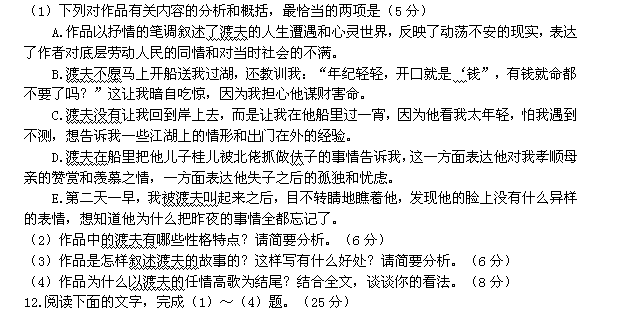 （1）下列对作品有关内容的分析和概括，最恰当的两项是（5 分）
A.作品以抒情的笔调叙述了渡夫的人生遭遇和心灵世界，反映了动荡不安的现实，表达
了作者对底层劳动人民的同情和对当时社会的不满。
B.渡夫不愿马上开船送我过湖，还教训我：“年纪轻轻，开口就是‘钱”，有钱就命都
不要了吗？”这让我暗自吃惊，因为我担心他谋财害命。
C.渡夫没有让我回到岸上去，而是让我在他船里过一宵，因为他看我太年轻，怕我遇到
不测，想告诉我一些江湖上的情形和出门在外的经验。
D.渡夫在船里把他儿子桂儿被北佬抓做伕子的事情告诉我，这一方面表达他对我孝顺母
亲的赞赏和羡慕之情，一方面表达他失子之后的孤独和忧虑。
E.第二天一早，我被渡夫叫起来之后，目不转睛地瞧着他，发现他的脸上没有什么异样
的表情，想知道他为什么把昨夜的事情全都忘记了。
（2）作品中的渡夫有哪些性格特点？请简要分析。（6 分）
（3）作品是怎样叙述渡夫的故事的？这样写有什么好处？请简要分析。（6 分）
（4）作品为什么以渡夫的任情高歌为结尾？结合全文，谈谈你的看法。（8 分）
12.阅读下面的文字，完成（1）～（4）题。（25 分）